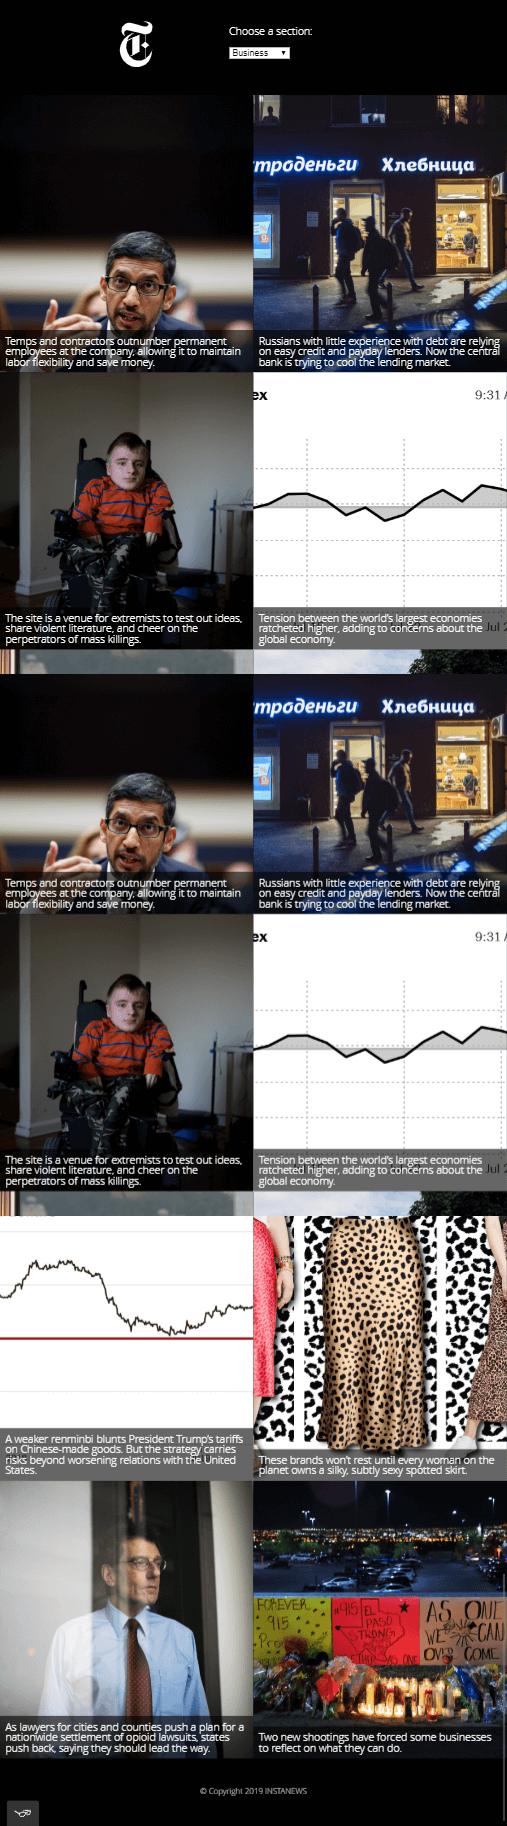 T
Choose a section:
Business
троденьги Хлебница
Temps and contractors outnumber permanent
employees at the company, allowing it to maintain
labor flexibility and save money.
Russians with little experience with debt are relying
on easy credit and payday lenders. Now the central
bank is trying to cool the lending market.
ex 9:31 /
The site is a venue for extremists to test out ideas,
share violent literature, and cheer on the
perpetrators of mass killings.
Tension between the world's largest economies
ratcheted higher, adding to concerns about the
global economy.
Jul 2
троденьги Хлебница
Temps and contractors outnumber permanent
employees at the company, allowing it to maintain
labor flexibility and save money.
Russians with little experience with debt are relying
on easy credit and payday lenders. Now the central
bank is trying to cool the lending market.
ex 9:31 /
The site is a venue for extremists to test out ideas,
share violent literature, and cheer on the
perpetrators of mass killings.
Tension between the world's largest economies
ratcheted higher, adding to concerns about the
global economy.
Jul 2
A weaker renminbi blunts President Trump's tariffs
on Chinese-made goods. But the strategy carries
risks beyond worsening relations with the United
States.
These brands won't rest until every woman on the
planet owns a silky, subtly sexy spotted skirt.
FOREVER
915
#915 EL
PASO
STRONG
AS ONE
WE CAN
OVER COME
As lawyers for cities and counties push a plan for a
nationwide settlement of opioid lawsuits, states
push back, saying they should lead the way.
Two new shootings have forced some businesses
to reflect on what they can do.
© Copyright 2019 INSTANEWS